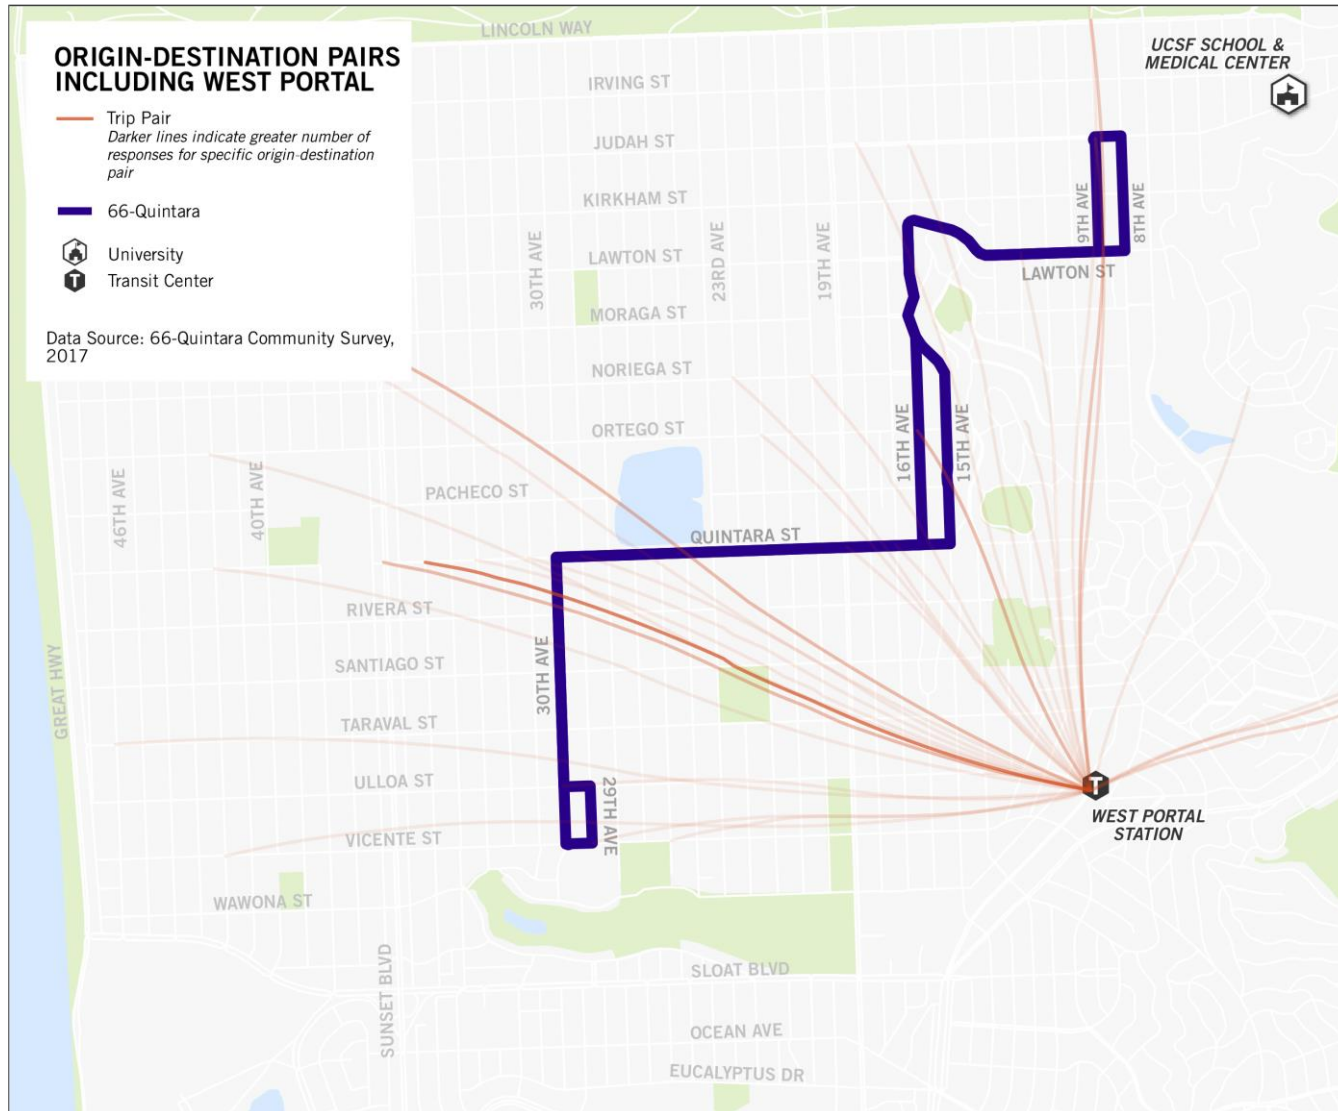 ORIGIN-DESTINATION PAIRS
INCLUDING WEST PORTAL
Trip Pair
Darker lines indicate greater number of
responses for specific origin-destination
pair
66-Quintara
University
Transit Center
Data Source: 66-Quintara Community Survey,
2017
LINCOLN WAY
UCSF SCHOOL &
MEDICAL CENTER
IRVING ST
JUDAH ST
KIRKHAM ST
9TH AVE
8TH AVE
30TH AVE
LAWTON ST
23RD AVE
19TH AVE
LAWTON ST
MORAGA ST
NORIEGA ST
ORTEGO ST
16TH AVE
15TH AVE
46TH AVE
40TH AVE
PACHECO ST
QUINTARA ST
RIVERA ST
SANTIAGO ST
30TH AVE
GREAT HWY
TARAVAL ST
ULLOA ST
29TH AVE
T
WEST PORTAL
STATION
VICENTE ST
WAWONA ST
SUNSET BLVD
SLOAT BLVD
OCEAN AVE
EUCALYPTUS DR